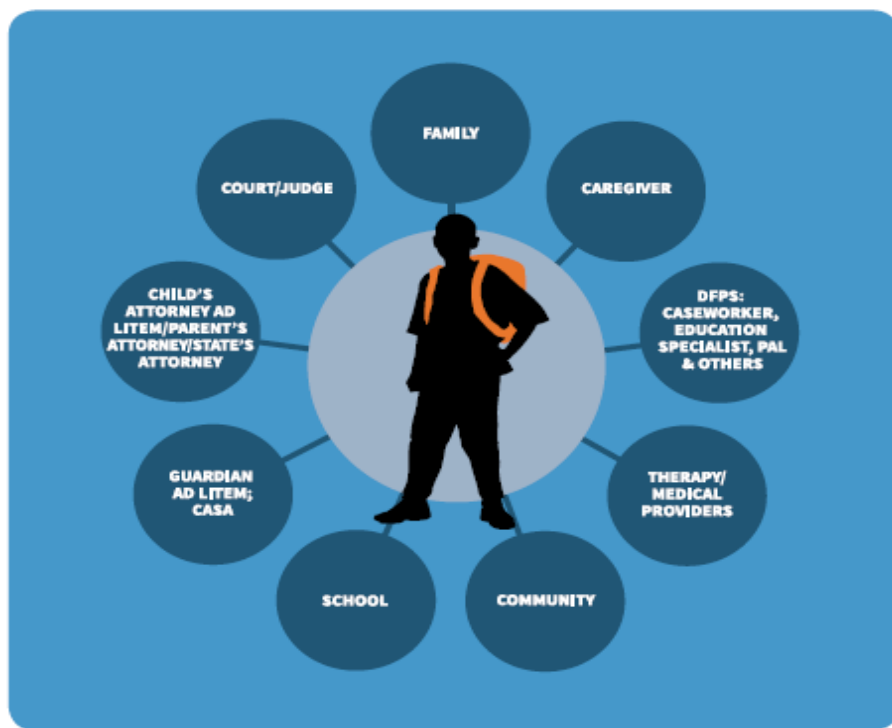 FAMILY
COURT/JUDGE
CAREGIVER
CHILD'S
ATTORNEY AD
LITEM/PARENT'S
ATTORNEY/STATE'S
ATTORNEY
DFPS:
CASEWORKER,
EDUCATION
SPECIALIST, PAL
& OTHERS
GUARDIAN
AD LITEM;
CASA
THERAPY/
MEDICAL
PROVIDERS
SCHOOL
COMMUNITY